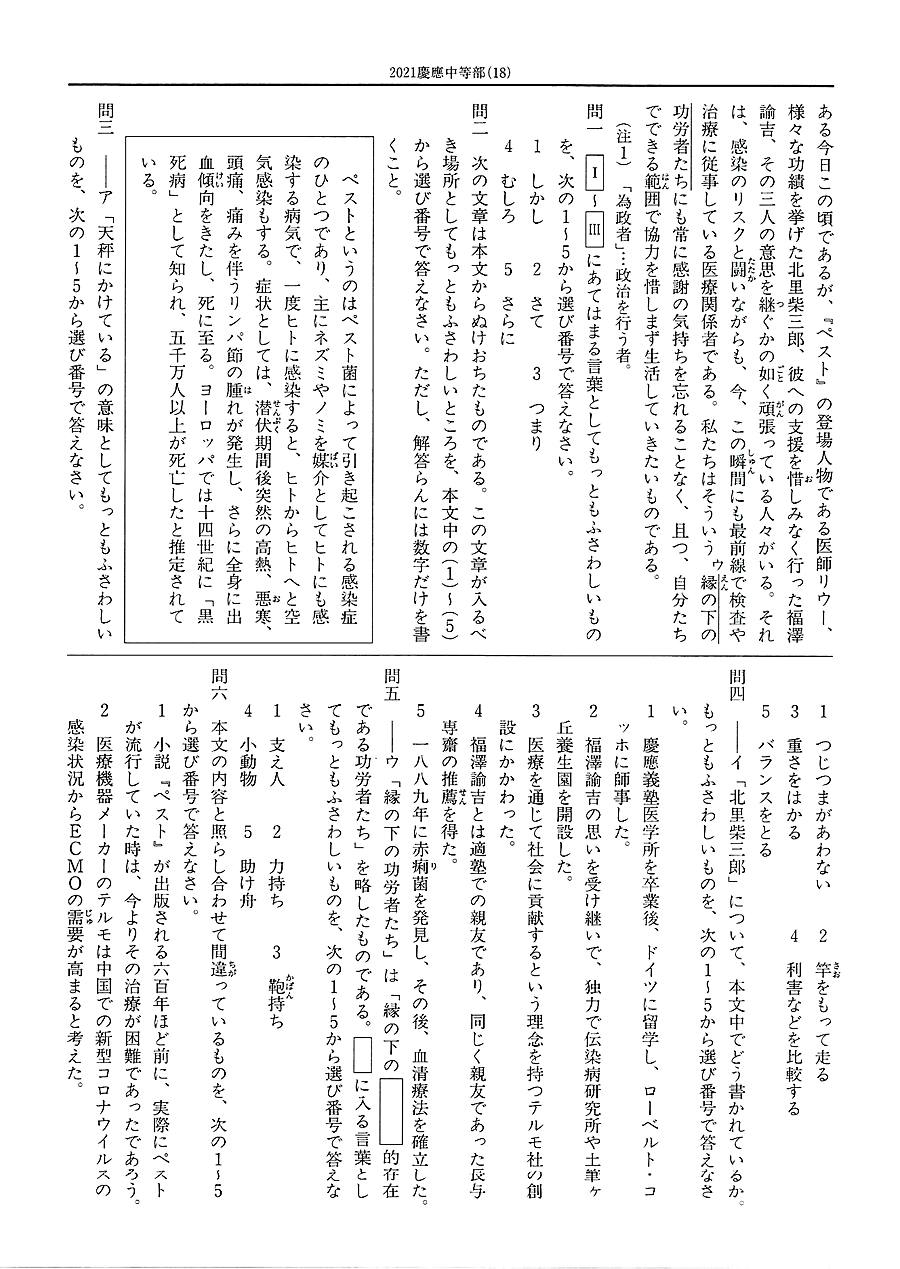 2021慶應中等部(18)
ある今日この頃であるが、『ペスト』の登場人物である医師リウー、
様々な功績を挙げた北里柴三郎、彼への支援を惜しみなく行った福澤
諭吉、その三人の意思を継ぐかの如く頑張っている人々がいる。それ
は、感染のリスクと闘いながらも、今、この瞬間にも最前線で検査や
治療に従事している医療関係者である。私たちはそういう ゥ縁の下の
功労者たちにも常に感謝の気持ちを忘れることなく、且つ、自分たち
でできる範囲で協力を惜しまず生活していきたいものである。
(注1) 「為政者」…政治を行う者。
問一 Ⅰ～Ⅲにあてはまる言葉としてもっともふさわしいもの
を、次の1～5から選び番号で答えなさい。
1 しかし 2 さて 3 つまり
4 むしろ 5 さらに
問二 次の文章は本文からぬけおちたものである。この文章が入るべ
き場所としてもっともふさわしいところを、本文中の(1)～(5)
から選び番号で答えなさい。ただし、解答らんには数字だけを書
くこと。
ペストというのはペスト菌によって引き起こされる感染症
のひとつであり、主にネズミやノミを媒介としてヒトにも感
染する病気で、一度ヒトに感染すると、ヒトからヒトへと空
気感染もする。症状としては、潜伏期間後突然の高熱、悪寒、
頭痛、痛みを伴うリンパ節の腫れが発生し、さらに全身に出
血傾向をきたし、死に至る。ヨーロッパでは十四世紀に「黒
死病」として知られ、五千万人以上が死亡したと推定されて
いる。
問三 ――ア「天秤にかけている」の意味としてもっともふさわしい
ものを、次の1～5から選び番号で答えなさい。
1 つじつまがあわない 2 竿をもって走る
3 重さをはかる 4 利害などを比較する
5 バランスをとる
問四 ――イ「北里柴三郎」について、本文中でどう書かれているか。
もっともふさわしいものを、次の1～5から選び番号で答えなさ
い。
1 慶應義塾医学所を卒業後、ドイツに留学し、ローベルト・コ
ッホに師事した。
2 福澤諭吉の思いを受け継いで、独力で伝染病研究所や土筆ヶ
丘養生園を開設した。
3 医療を通じて社会に貢献するという理念を持つテルモ社の創
設にかかわった。
4 福澤諭吉とは適塾での親友であり、同じく親友であった長与
専齋の推薦を得た。
5 一八八九年に赤痢菌を発見し、その後、血清療法を確立した。
問五 ――ウ「縁の下の功労者たち」は「縁の下の□的存在
である功労者たち」を略したものである。□に入る言葉とし
てもっともふさわしいものを、次の1～5から選び番号で答えな
さい。
1 支え人 2 力持ち 3 鞄持ち
4 小動物 5 助け舟
問六 本文の内容と照らし合わせて間違っているものを、次の1～5
から選び番号で答えなさい。
1 小説『ペスト』が出版される六百年ほど前に、実際にペスト
が流行していた時は、今よりその治療が困難であったであろう。
2 医療機器メーカーのテルモは中国での新型コロナウイルスの
感染状況からＥＣＭＯの需要が高まると考えた。